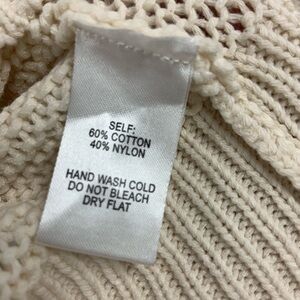 SELF:
60% COTTON
40% NYLON
HAND WASH COLD
DO NOT BLEACH
DRY FLAT